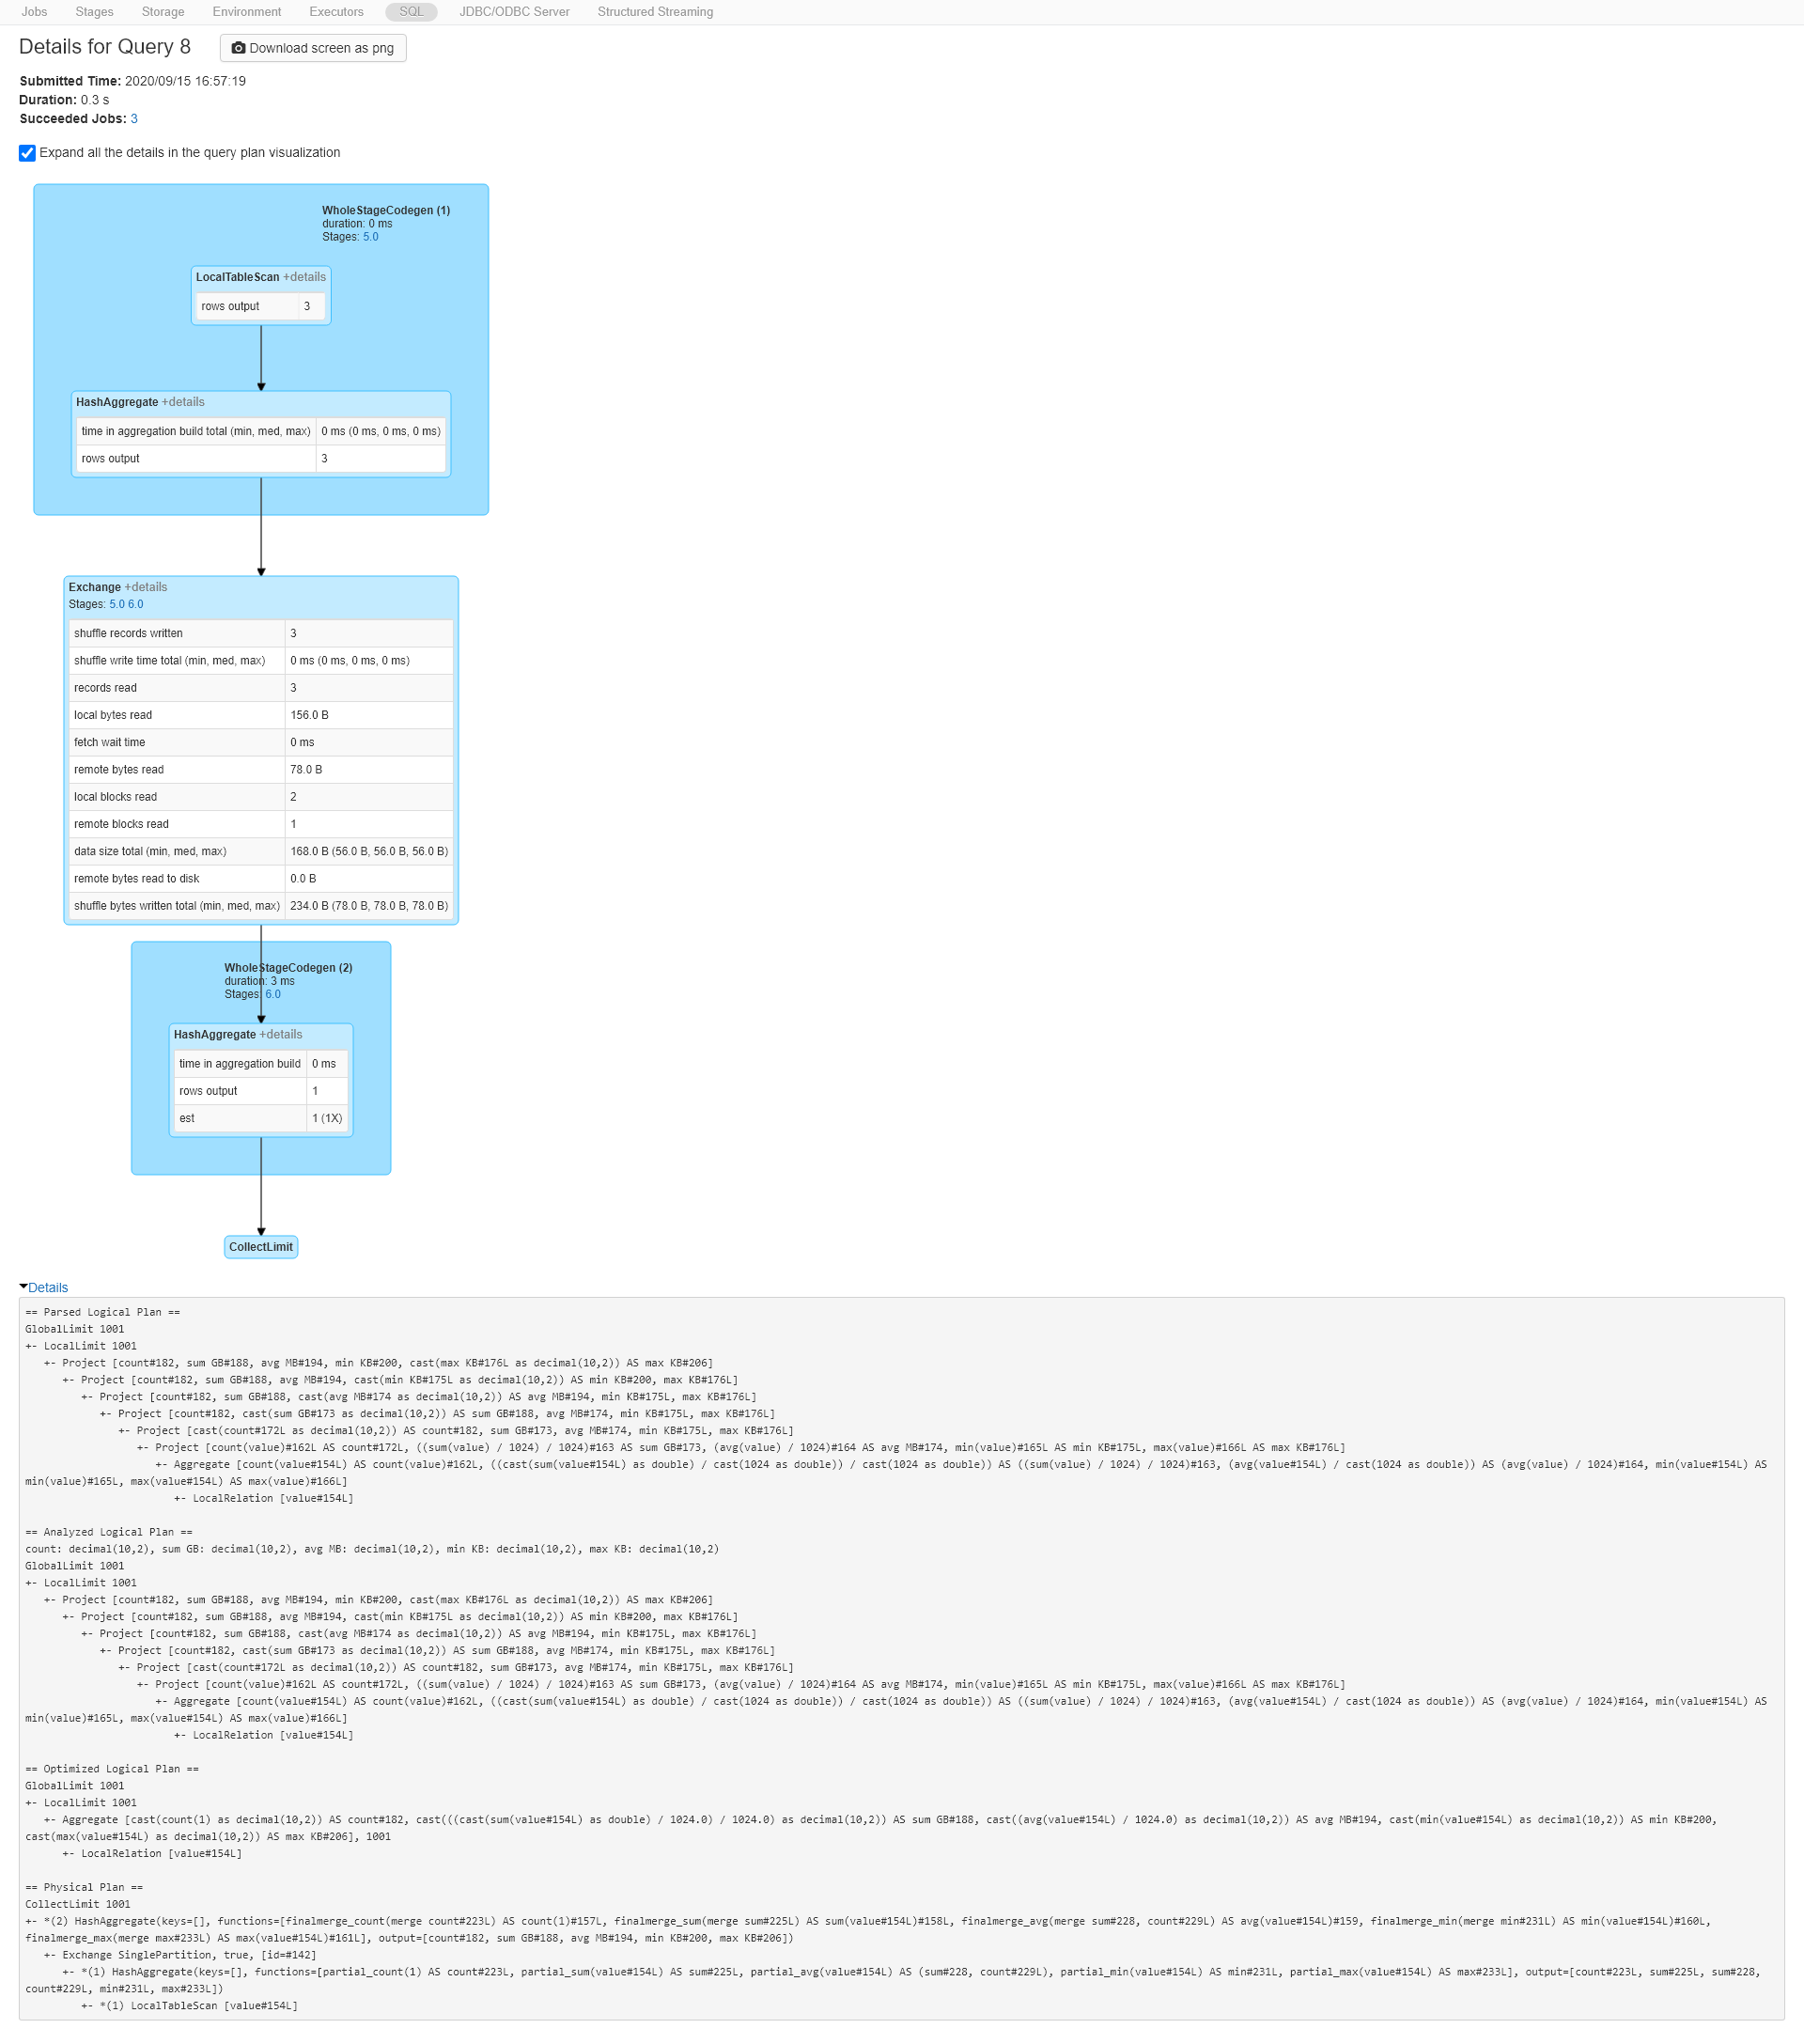 Jobs Stages Storage Environment Executors SQL JDBC/ODBC Server Structured Streaming
Details for Query 8 Download screen as png
Submitted Time: 2020/09/15 16:57:19
Duration: 0.3 s
Succeeded Jobs: 3
Expand all the details in the query plan visualization
WholeStageCodegen (1)
duration: 0 ms
Stages: 5.0
LocalTableScan +details
rows output 3
HashAggregate +details
time in aggregation build total (min, med, max) 0 ms (0 ms, 0 ms, 0 ms)
rows output 3
Exchange +details
Stages: 5.0 6.0
shuffle records written 3
shuffle write time total (min, med, max) 0 ms (0 ms, 0 ms, 0 ms)
records read 3
local bytes read 156.0 B
fetch wait time 0 ms
remote bytes read 78.0 B
local blocks read 2
remote blocks read 1
data size total (min, med, max) 168.0 B (56.0 B, 56.0 B, 56.0 B)
remote bytes read to disk 0.0 B
shuffle bytes written total (min, med, max) 234.0 B (78.0 B, 78.0 B, 78.0 B)
WholeStageCodegen (2)
duration: 3 ms
Stages: 6.0
HashAggregate +details
time in aggregation build 0 ms
rows output 1
est 1 (1X)
CollectLimit
Details
== Parsed Logical Plan ==
GlobalLimit 1001
+- LocalLimit 1001
   +- Project [count#182, sum GB#188, avg MB#194, min KB#200, cast(max KB#176L as decimal(10,2)) AS max KB#206]
      +- Project [count#182, sum GB#188, avg MB#194, cast(min KB#175L as decimal(10,2)) AS min KB#200, max KB#176L]
         +- Project [count#182, sum GB#188, cast(avg MB#174 as decimal(10,2)) AS avg MB#194, min KB#175L, max KB#176L]
            +- Project [count#182, cast(sum GB#173 as decimal(10,2)) AS sum GB#188, avg MB#174, min KB#175L, max KB#176L]
               +- Project [cast(count#172L as decimal(10,2)) AS count#182, sum GB#173, avg MB#174, min KB#175L, max KB#176L]
                  +- Project [count(value)#162L AS count#172L, ((sum(value) / 1024) / 1024)#163 AS sum GB#173, (avg(value) / 1024)#164 AS avg MB#174, min(value)#165L AS min KB#175L, max(value)#166L AS max KB#176L]
                     +- Aggregate [count(value#154L) AS count(value)#162L, ((cast(sum(value#154L) as double) / cast(1024 as double)) / cast(1024 as double)) AS ((sum(value) / 1024) / 1024)#163, (avg(value#154L) / cast(1024 as double)) AS (avg(value) / 1024)#164, min(value#154L) AS
min(value)#165L, max(value#154L) AS max(value)#166L]
                        +- LocalRelation [value#154L]
== Analyzed Logical Plan ==
count: decimal(10,2), sum GB: decimal(10,2), avg MB: decimal(10,2), min KB: decimal(10,2), max KB: decimal(10,2)
GlobalLimit 1001
+- LocalLimit 1001
   +- Project [count#182, sum GB#188, avg MB#194, min KB#200, cast(max KB#176L as decimal(10,2)) AS max KB#206]
      +- Project [count#182, sum GB#188, avg MB#194, cast(min KB#175L as decimal(10,2)) AS min KB#200, max KB#176L]
         +- Project [count#182, sum GB#188, cast(avg MB#174 as decimal(10,2)) AS avg MB#194, min KB#175L, max KB#176L]
            +- Project [count#182, cast(sum GB#173 as decimal(10,2)) AS sum GB#188, avg MB#174, min KB#175L, max KB#176L]
               +- Project [cast(count#172L as decimal(10,2)) AS count#182, sum GB#173, avg MB#174, min KB#175L, max KB#176L]
                  +- Project [count(value)#162L AS count#172L, ((sum(value) / 1024) / 1024)#163 AS sum GB#173, (avg(value) / 1024)#164 AS avg MB#174, min(value)#165L AS min KB#175L, max(value)#166L AS max KB#176L]
                     +- Aggregate [count(value#154L) AS count(value)#162L, ((cast(sum(value#154L) as double) / cast(1024 as double)) / cast(1024 as double)) AS ((sum(value) / 1024) / 1024)#163, (avg(value#154L) / cast(1024 as double)) AS (avg(value) / 1024)#164, min(value#154L) AS
min(value)#165L, max(value#154L) AS max(value)#166L]
                        +- LocalRelation [value#154L]
== Optimized Logical Plan ==
GlobalLimit 1001
+- LocalLimit 1001
   +- Aggregate [cast(count(1) as decimal(10,2)) AS count#182, cast(((cast(sum(value#154L) as double) / 1024.0) / 1024.0) as decimal(10,2)) AS sum GB#188, cast((avg(value#154L) / 1024.0) as decimal(10,2)) AS avg MB#194, cast(min(value#154L) as decimal(10,2)) AS min KB#200,
cast(max(value#154L) as decimal(10,2)) AS max KB#206], 1001
      +- LocalRelation [value#154L]
== Physical Plan ==
CollectLimit 1001
+- *(2) HashAggregate(keys=[], functions=[finalmerge_count(merge count#223L) AS count(1)#157L, finalmerge_sum(merge sum#225L) AS sum(value#154L)#158L, finalmerge_avg(merge sum#228, count#229L) AS avg(value#154L)#159, finalmerge_min(merge min#231L) AS min(value#154L)#160L,
finalmerge_max(merge max#233L) AS max(value#154L)#161L], output=[count#182, sum GB#188, avg MB#194, min KB#200, max KB#206])
   +- Exchange SinglePartition, true, [id=#142]
      +- *(1) HashAggregate(keys=[], functions=[partial_count(1) AS count#223L, partial_sum(value#154L) AS sum#225L, partial_avg(value#154L) AS (sum#228, count#229L), partial_min(value#154L) AS min#231L, partial_max(value#154L) AS max#233L], output=[count#223L, sum#225L, sum#228,
count#229L, min#231L, max#233L])
         +- *(1) LocalTableScan [value#154L]